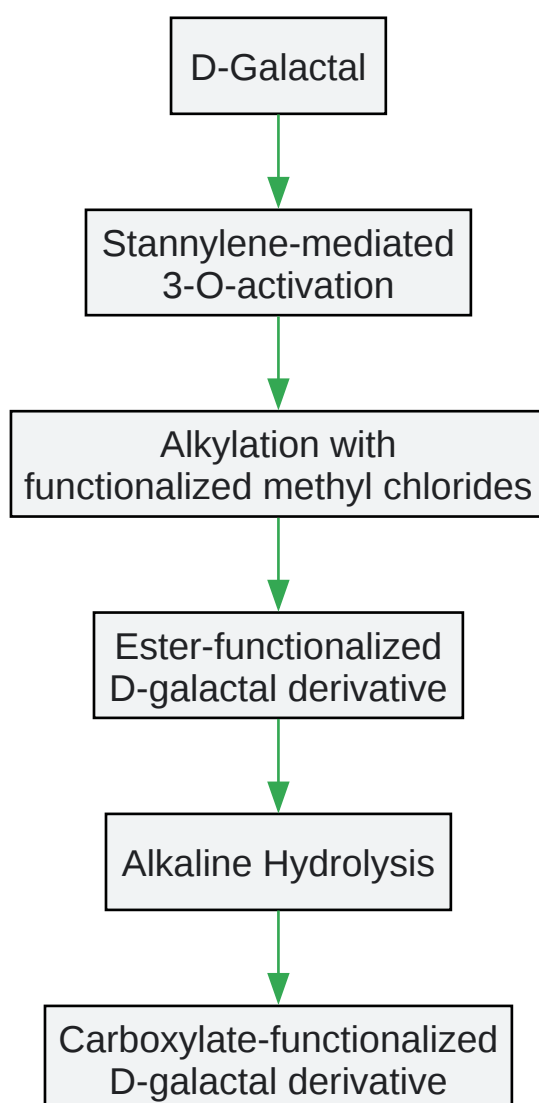 D-Galactal
Stannylene-mediated
3-O-activation
Alkylation with
functionalized methyl chlorides
Ester-functionalized
D-galactal derivative
Alkaline Hydrolysis
Carboxylate-functionalized
D-galactal derivative